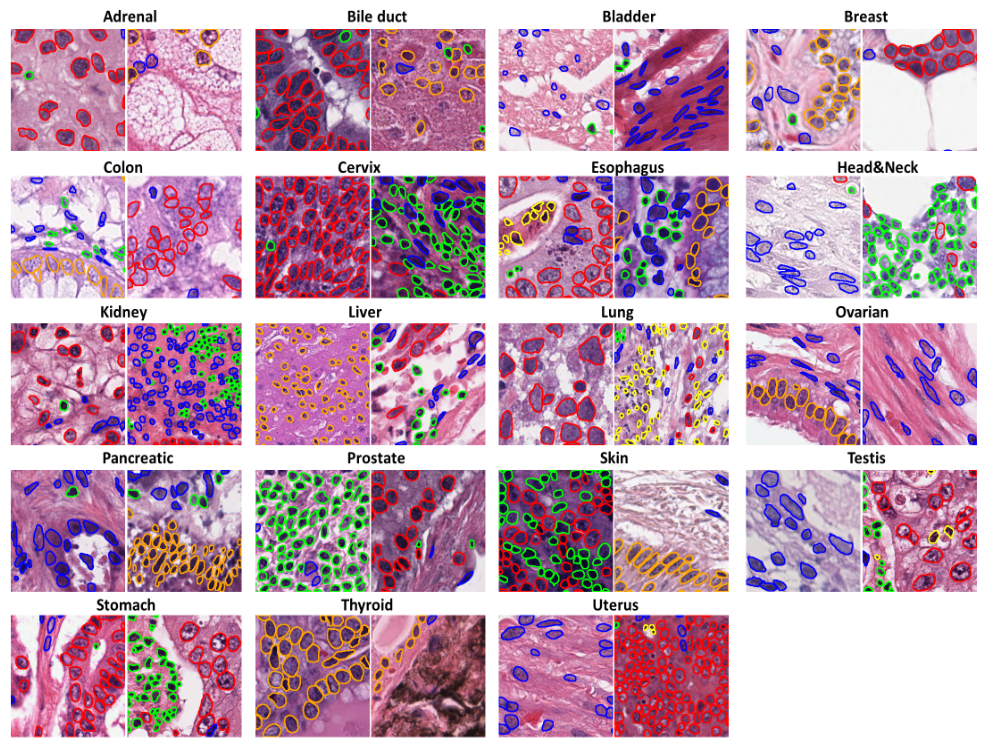 Adrenal Bile duct Bladder Breast
Colon Cervix Esophagus Head&Neck
Kidney Liver Lung Ovarian
Pancreatic Prostate Skin Testis
Stomach Thyroid Uterus